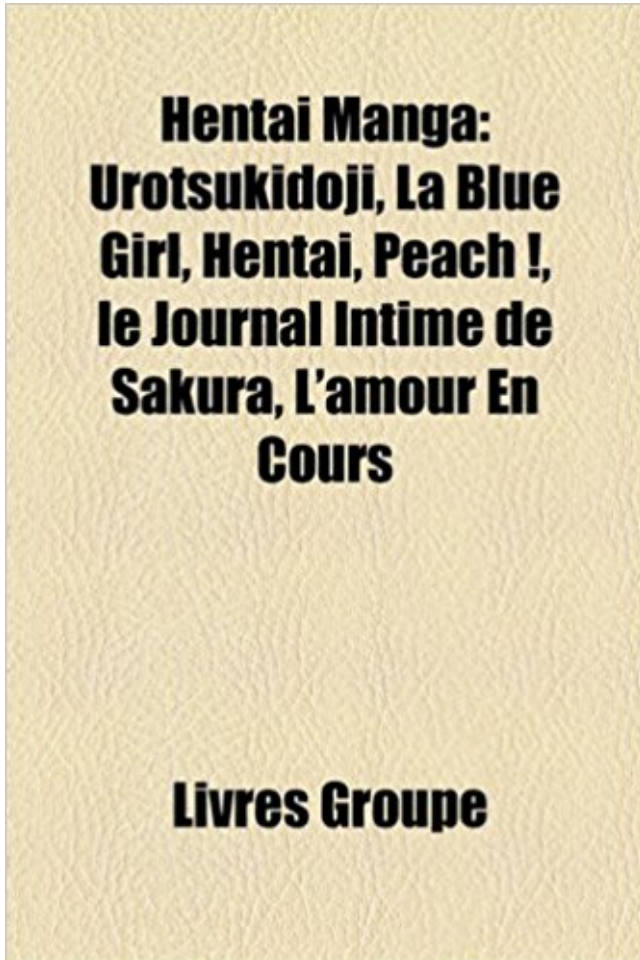 Hentai Manga:
Urotsukidoji, La Blue
Girl, Hentai, Peach !,
le Journal Intime de
Sakura, L'amour En
Cours
Livres Groupe